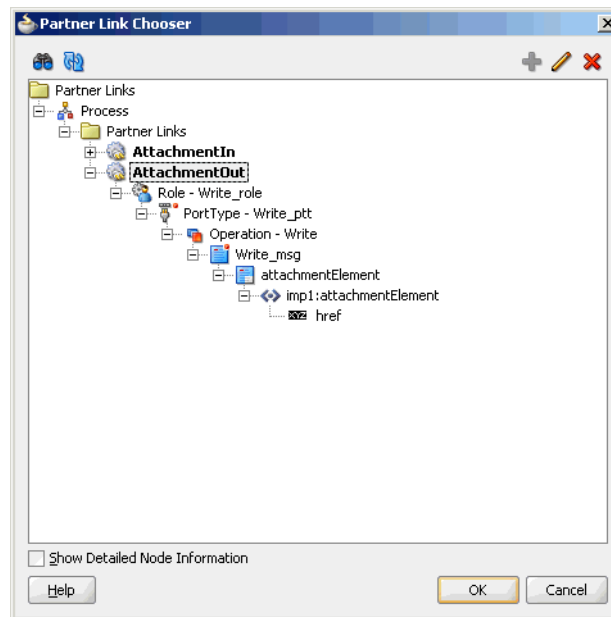 Partner Link Chooser
Partner Links
Process
Partner Links
AttachmentIn
AttachmentOut
Role - Write_role
PortType - Write_ptt
Operation - Write
Write_msg
attachmentElement
imp1:attachmentElement
XYZ href
Show Detailed Node Information
Help OK Cancel